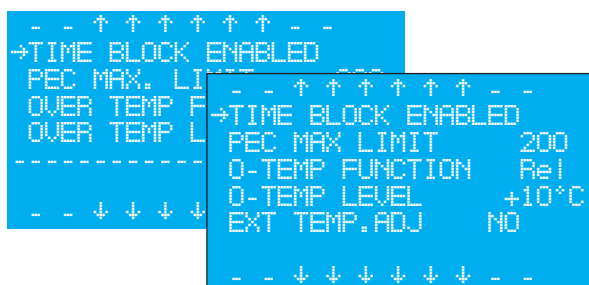 _ _ ↑ ↑ ↑ ↑ ↑ ↑ _ _
→TIME BLOCK ENABLED
PEC MAX. LI
OVER TEMP F
OVER TEMP L
- - - - - - - - - - - -
_ _ ↓ ↓ ↓ ↓
_ _ ↑ ↑ ↑ ↑ ↑ ↑ _ _
→TIME BLOCK ENABLED
PEC MAX LIMIT 200
O-TEMP FUNCTION Rel
O-TEMP LEVEL +10°C
EXT TEMP.ADJ NO
_ _ ↓ ↓ ↓ ↓ ↓ ↓ _ _